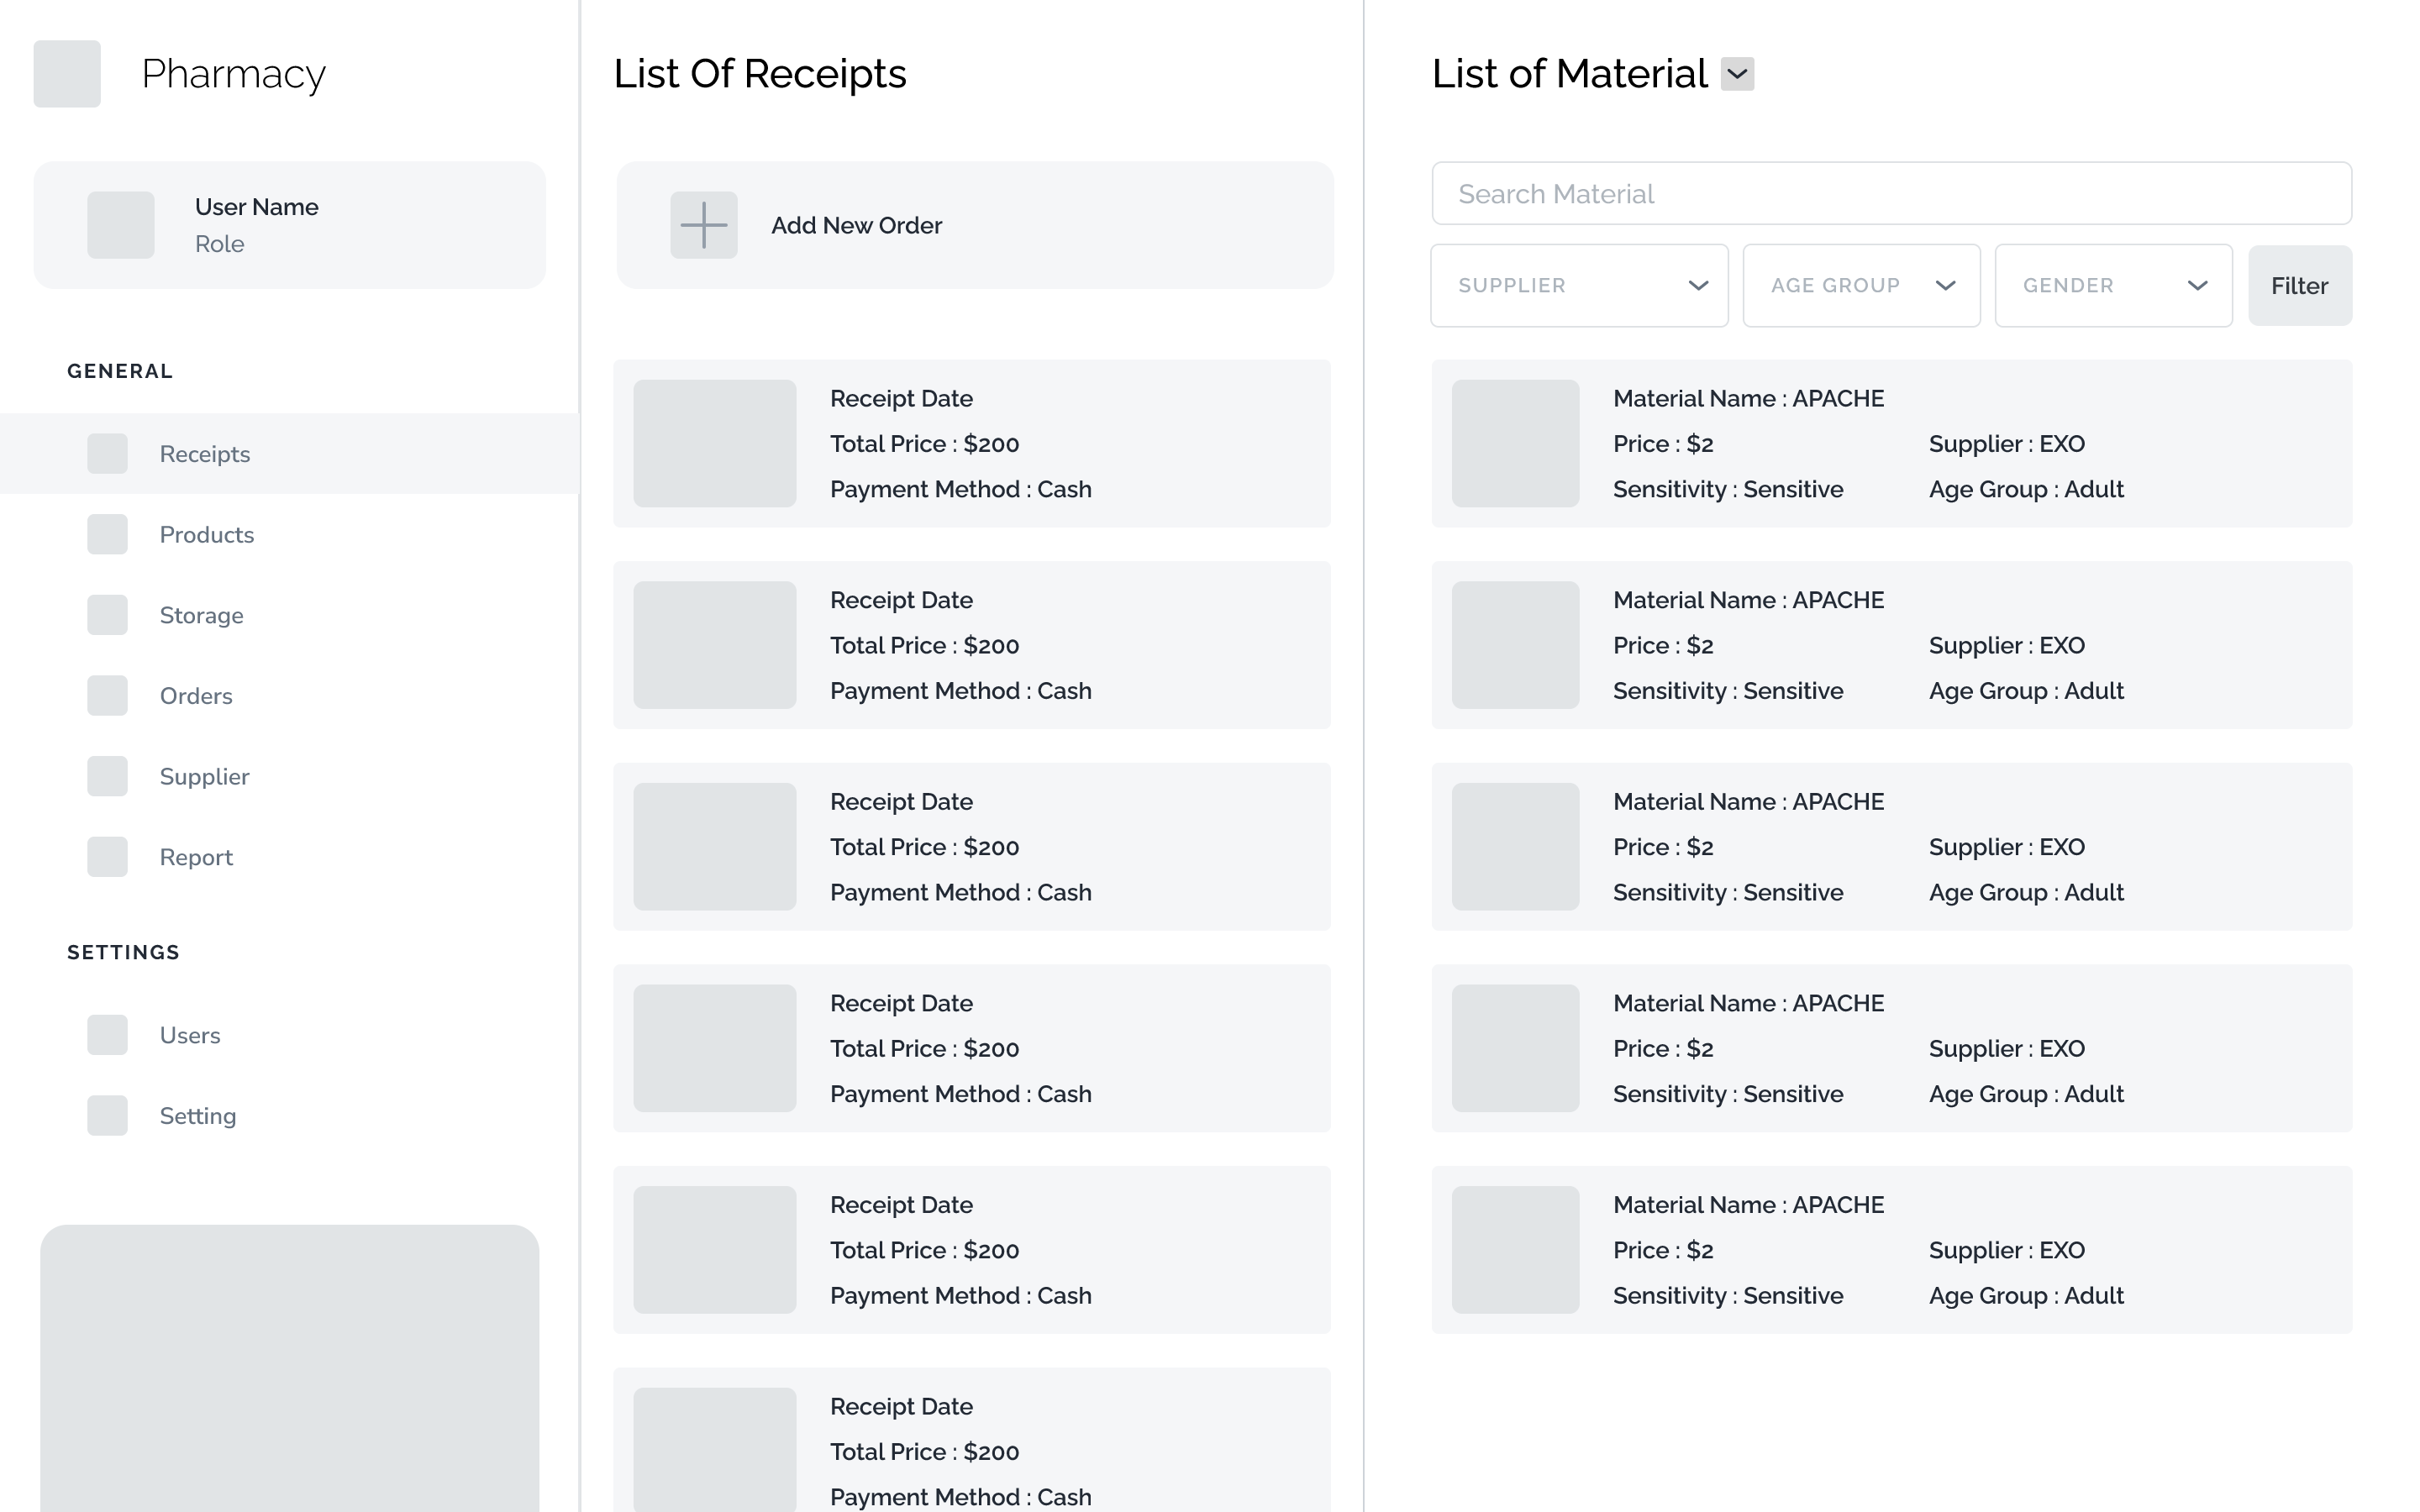 Pharmacy
User Name
Role
GENERAL
Receipts
Products
Storage
Orders
Supplier
Report
SETTINGS
Users
Setting
List Of Receipts
Add New Order
Receipt Date
Total Price : $200
Payment Method : Cash
Receipt Date
Total Price : $200
Payment Method : Cash
Receipt Date
Total Price : $200
Payment Method : Cash
Receipt Date
Total Price : $200
Payment Method : Cash
Receipt Date
Total Price : $200
Payment Method : Cash
Receipt Date
Total Price : $200
Payment Method : Cash
List of Material
Search Material
SUPPLIER AGE GROUP GENDER Filter
Material Name : APACHE
Price : $2 Supplier : EXO
Sensitivity : Sensitive Age Group : Adult
Material Name : APACHE
Price : $2 Supplier : EXO
Sensitivity : Sensitive Age Group : Adult
Material Name : APACHE
Price : $2 Supplier : EXO
Sensitivity : Sensitive Age Group : Adult
Material Name : APACHE
Price : $2 Supplier : EXO
Sensitivity : Sensitive Age Group : Adult
Material Name : APACHE
Price : $2 Supplier : EXO
Sensitivity : Sensitive Age Group : Adult